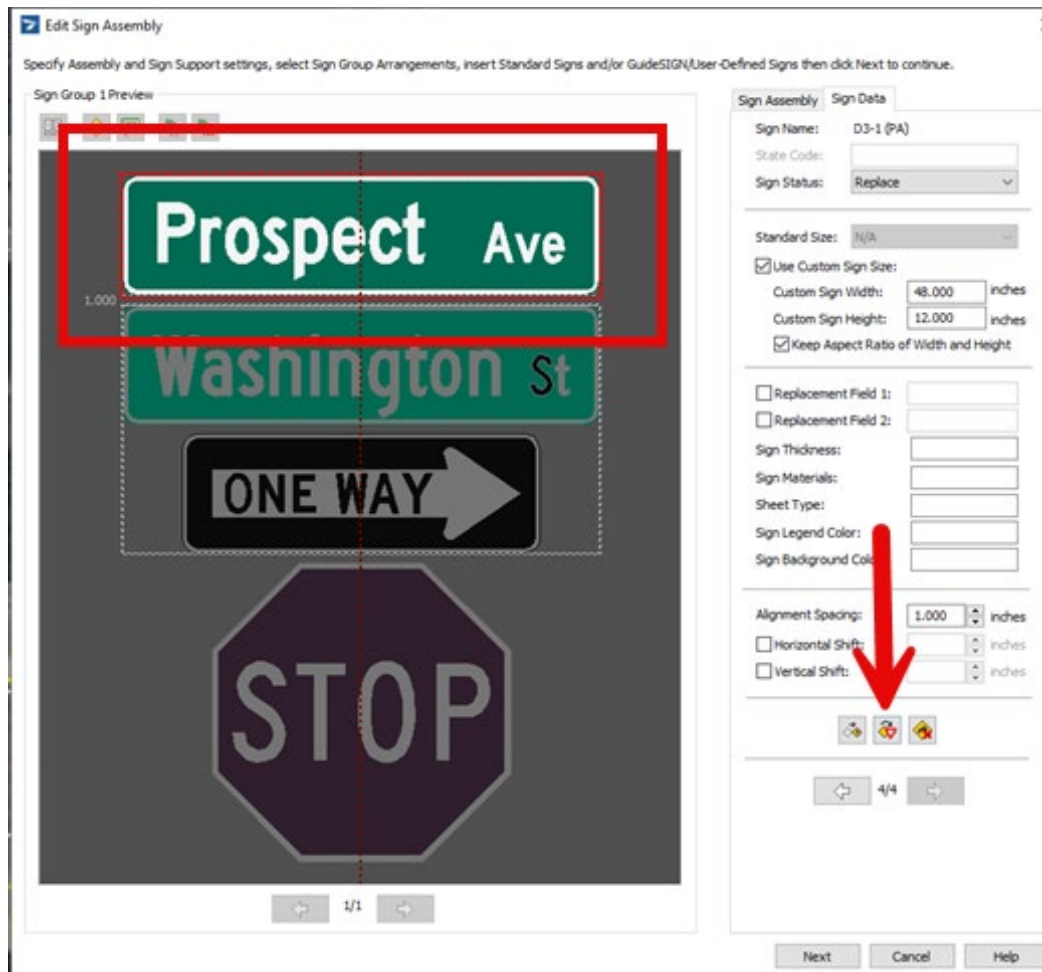 Edit Sign Assembly
Specify Assembly and Sign Support settings, select Sign Group Arrangements, insert Standard Signs and/or GuideSIGN/User-Defined Signs then click Next to continue.
Sign Group 1 Preview
Prospect Ave
1.000
Washington St
ONE WAY
STOP
1/1
Sign Assembly Sign Data
Sign Name: D3-1 (PA)
State Code:
Sign Status: Replace
Standard Size: N/A
Use Custom Sign Size:
Custom Sign Width: 48.000 inches
Custom Sign Height: 12.000 inches
Keep Aspect Ratio of Width and Height
Replacement Field 1:
Replacement Field 2:
Sign Thickness:
Sign Materials:
Sheet Type:
Sign Legend Color:
Sign Background
Alignment Spacing: 1.000 inches
Horizontal Shift: inches
Vertical Shift: inches
4/4
Next Cancel Help